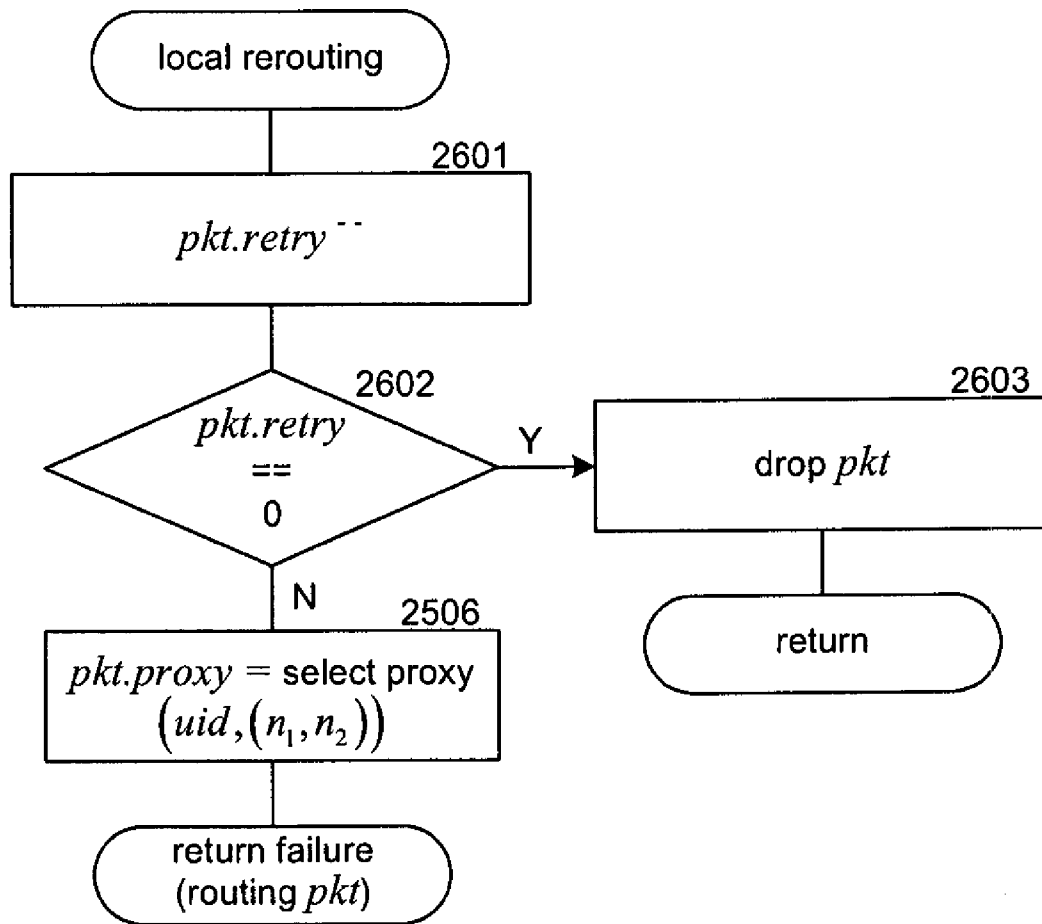 local rerouting
2601
pkt.retry --
2602
pkt.retry
==
0
Y
2603
drop pkt
return
N
2506
pkt.proxy = select proxy
(uid,(n₁,n₂))
return failure
(routing pkt)